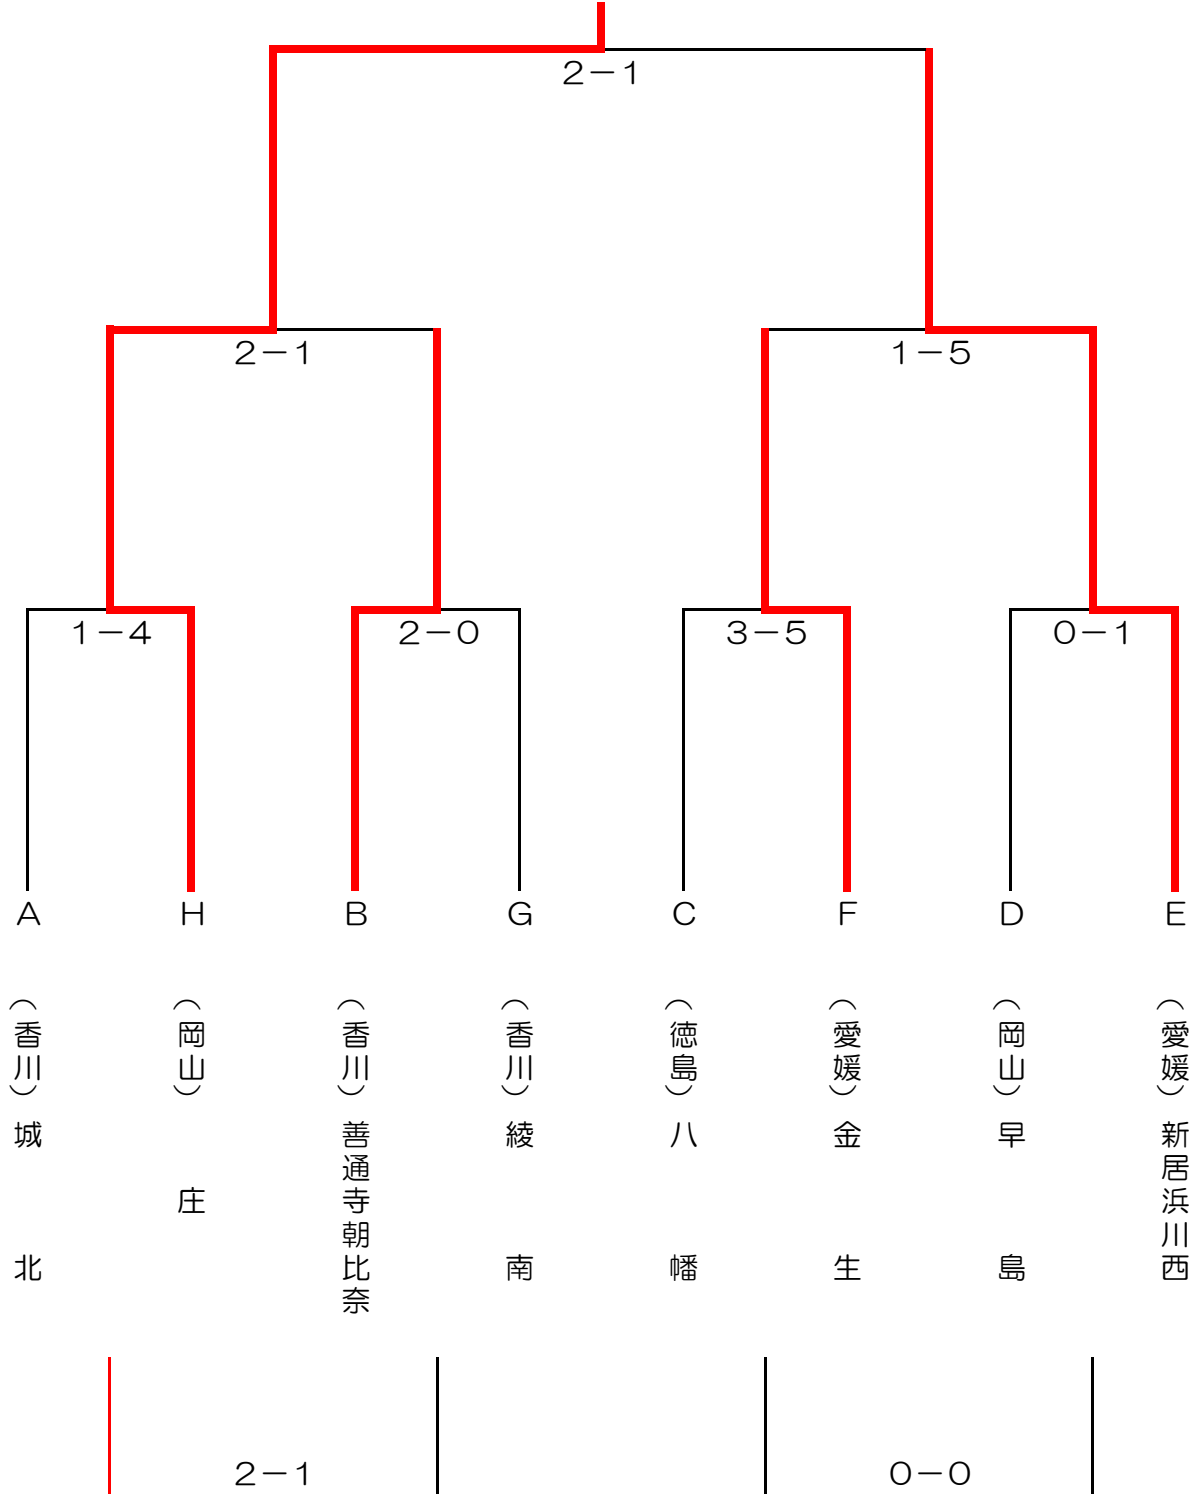 2－1
2－1
1－5
1－4
2－0
3－5
0－1
A
H
B
G
C
F
D
E
（香川）城北
（岡山）庄
（香川）善通寺朝比奈
（香川）綾南
（徳島）八幡
（愛媛）金生
（岡山）早島
（愛媛）新居浜川西
2－1
0－0